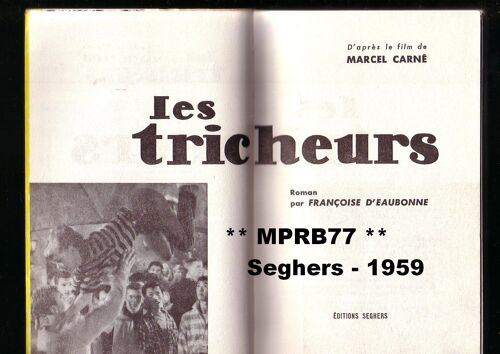 D'après le film de
MARCEL CARNÉ
les
tricheurs
Roman
par FRANÇOISE D'EAUBONNE
** MPRB77 **
Seghers - 1959
ÉDITIONS SEGHERS